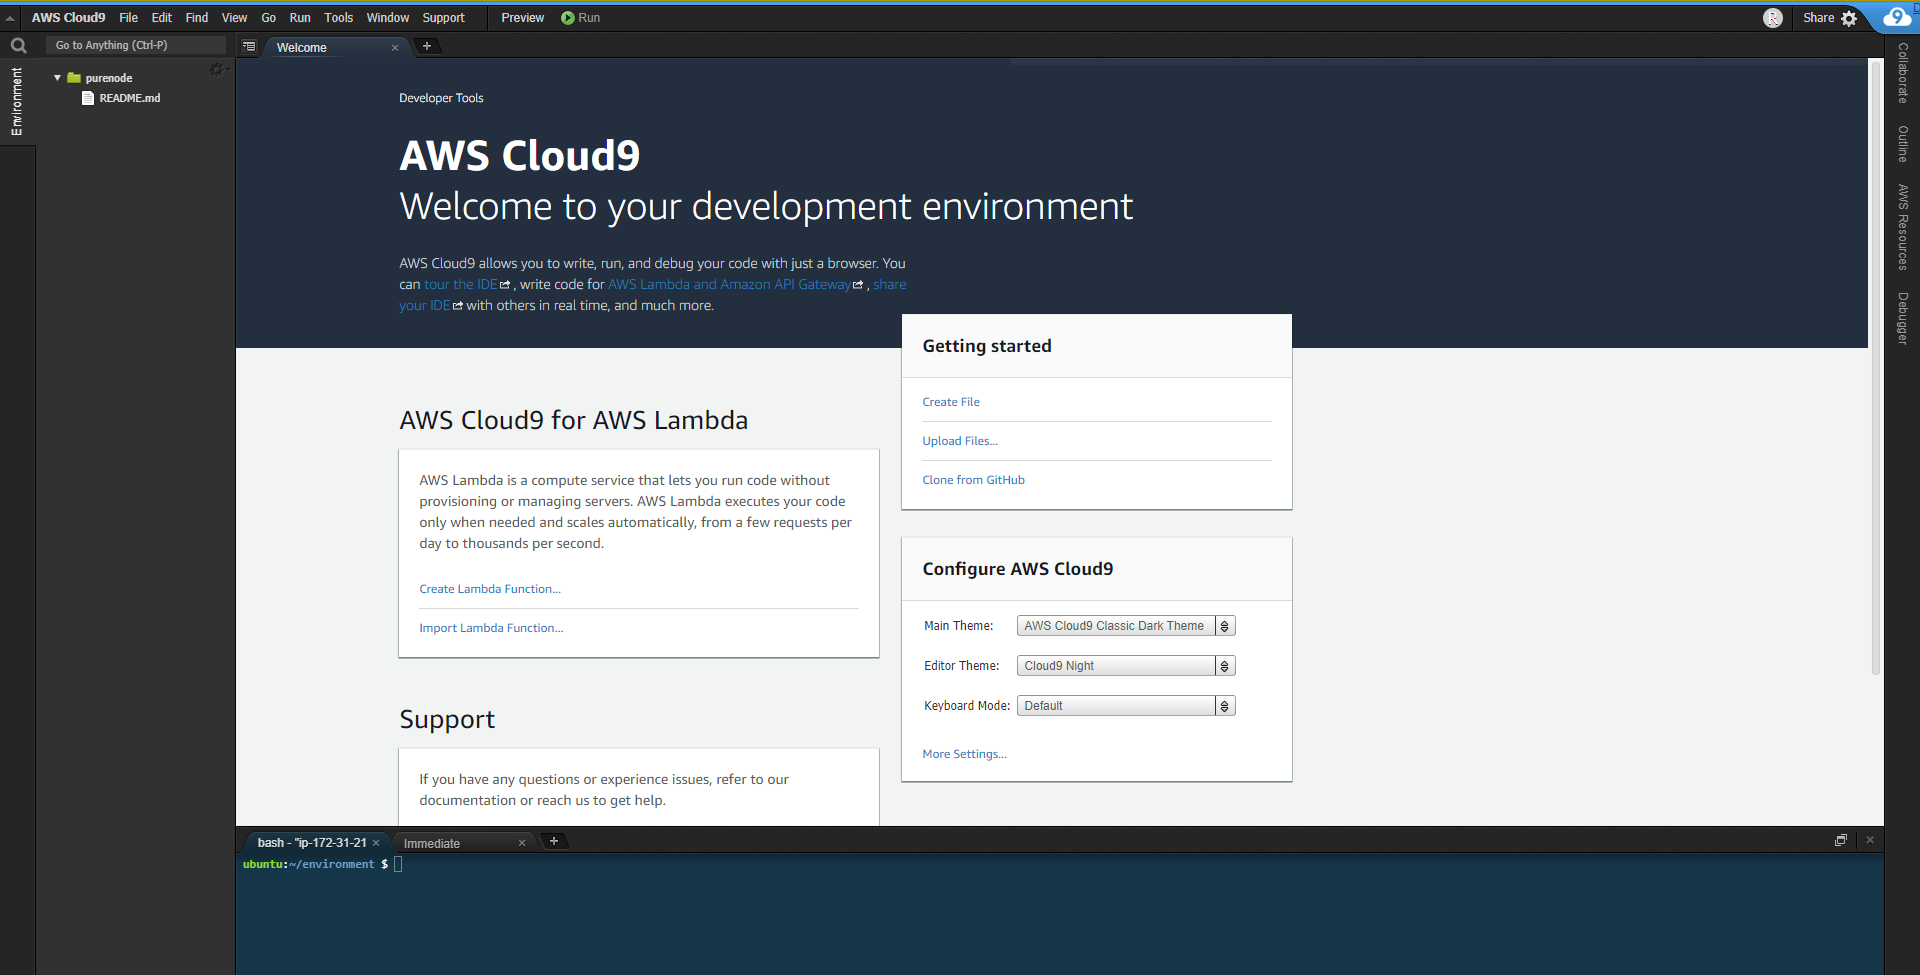 AWS Cloud9 File Edit Find View Go Run Tools Window Support Preview Run R Share 9
Go to Anything (Ctrl-P) Welcome
Environment
purenode
README.md
Developer Tools
AWS Cloud9
Welcome to your development environment
AWS Cloud9 allows you to write, run, and debug your code with just a browser. You
can tour the IDE , write code for AWS Lambda and Amazon API Gateway , share
your IDE with others in real time, and much more.
AWS Cloud9 for AWS Lambda
AWS Lambda is a compute service that lets you run code without
provisioning or managing servers. AWS Lambda executes your code
only when needed and scales automatically, from a few requests per
day to thousands per second.
Create Lambda Function...
Import Lambda Function...
Support
If you have any questions or experience issues, refer to our
documentation or reach us to get help.
Getting started
Create File
Upload Files...
Clone from GitHub
Configure AWS Cloud9
Main Theme: AWS Cloud9 Classic Dark Theme
Editor Theme: Cloud9 Night
Keyboard Mode: Default
More Settings...
Collaborate
Outline
AWS Resources
Debugger
bash - "ip-172-31-21 Immediate
ubuntu:~/environment $